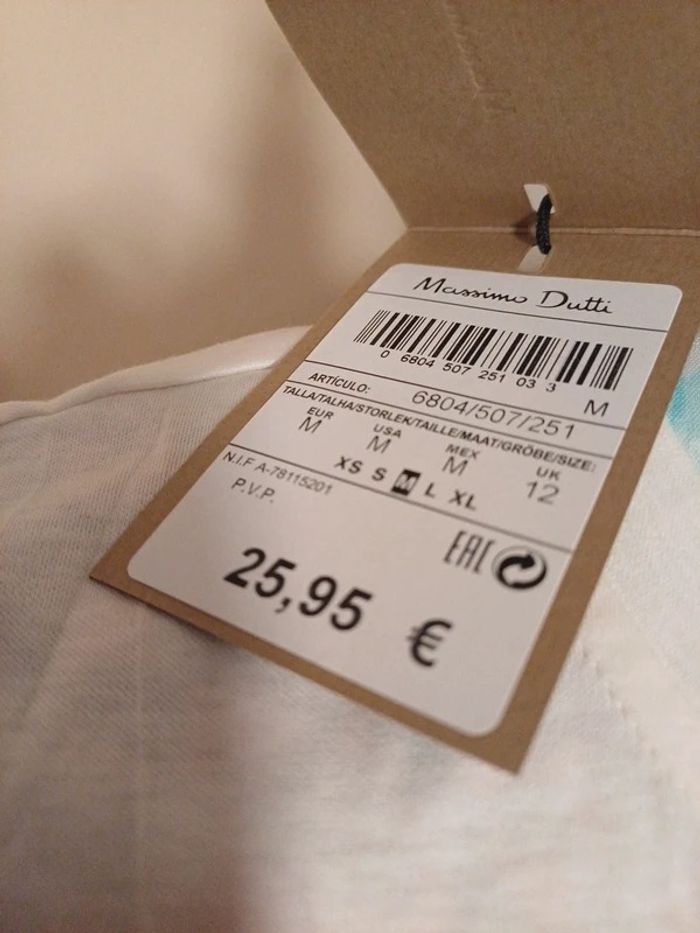 Massimo Dutti
0 6804 507 251 03 3
M
ARTÍCULO: 6804/507/251
TALLA/TALHA/STORLEK/TAILLE/MAAT/GRÖBE/SIZE:
EUR USA MEX UK
M M M 12
XS S M L XL
N.I.F A-78115201
P.V.P.
EAC
25,95 €